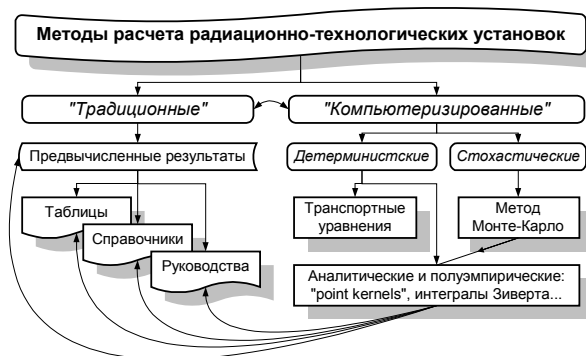 Методы расчета радиационно-технологических установок
"Традиционные"
"Компьютеризированные"
Предвычисленные результаты
Детерминистские
Стохастические
Таблицы
Справочники
Руководства
Транспортные
уравнения
Метод
Монте-Карло
Аналитические и полуэмпирические:
"point kernels", интегралы Зиверта...